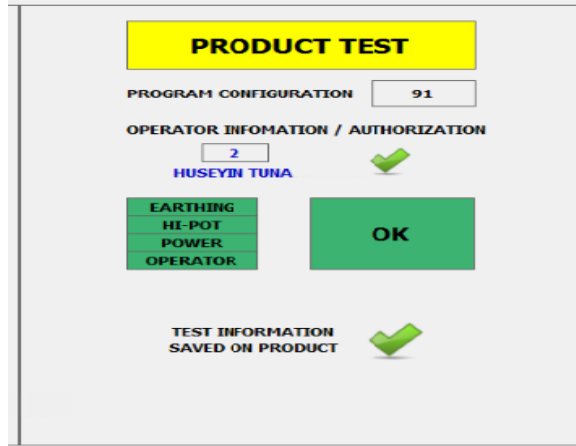 PRODUCT TEST
PROGRAM CONFIGURATION 91
OPERATOR INFOMATION / AUTHORIZATION
2
HUSEYIN TUNA
EARTHING
HI-POT
POWER
OPERATOR
OK
TEST INFORMATION
SAVED ON PRODUCT